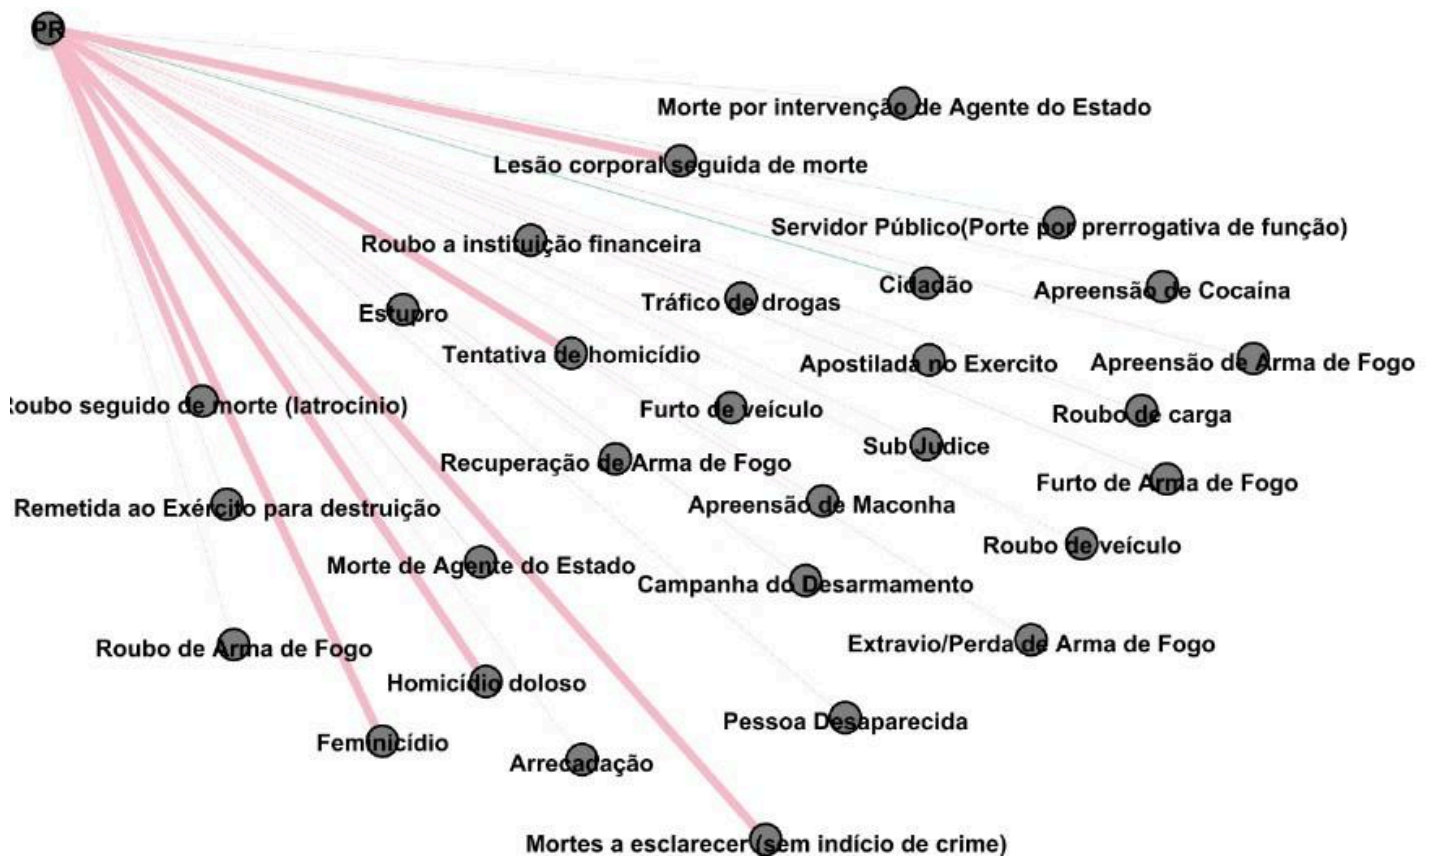 PR
Morte por intervenção de Agente do Estado
Lesão corporal seguida de morte
Servidor Público(Porte por prerrogativa de função)
Roubo a instituição financeira
Cidadão
Apreensão de Cocaína
Tráfico de drogas
Estupro
Tentativa de homicídio
Apostilada no Exercito
Apreensão de Arma de Fogo
oubo seguido de morte (latrocínio)
Furto de veículo
Roubo de carga
Sub Judice
Recuperação de Arma de Fogo
Furto de Arma de Fogo
Remetida ao Exército para destruição
Apreensão de Maconha
Roubo de veículo
Morte de Agente do Estado
Campanha do Desarmamento
Roubo de Arma de Fogo
Extravio/Perda de Arma de Fogo
Homicídio doloso
Pessoa Desaparecida
Feminicídio
Arrecadação
Mortes a esclarecer (sem indício de crime)